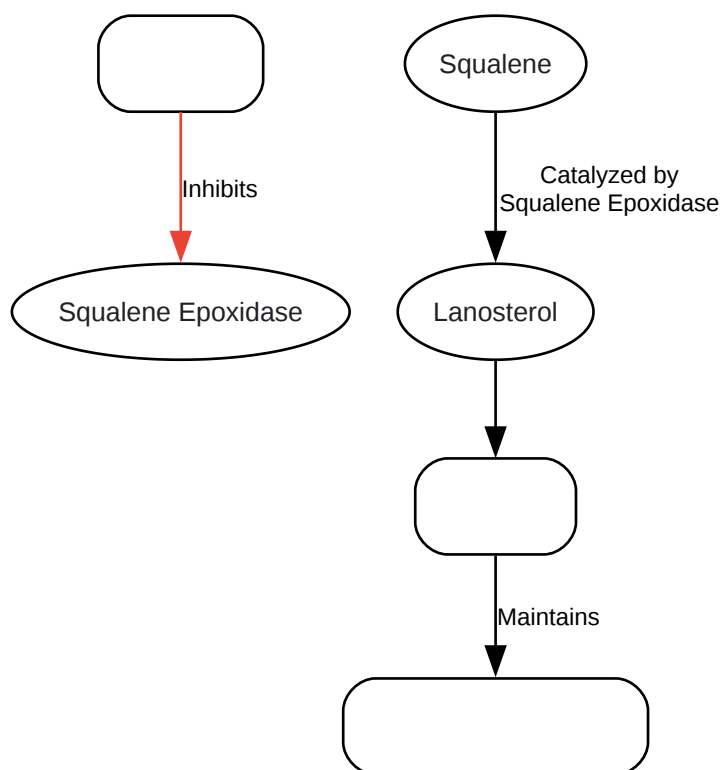 Squalene
Inhibits
Catalyzed by
Squalene Epoxidase
Squalene Epoxidase
Lanosterol
Maintains